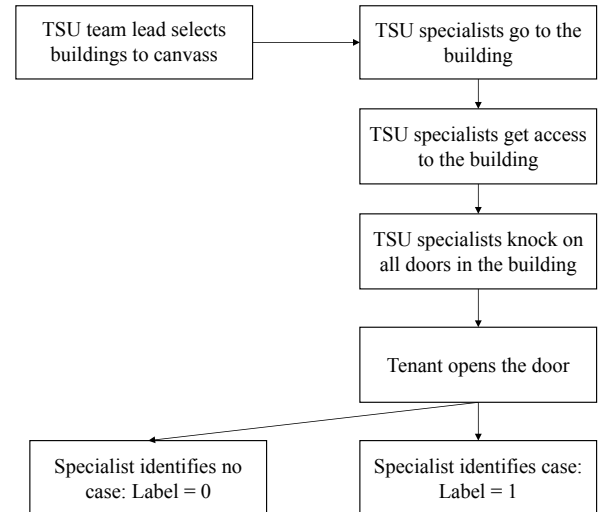 TSU team lead selects
buildings to canvass
TSU specialists go to the
building
TSU specialists get access
to the building
TSU specialists knock on
all doors in the building
Tenant opens the door
Specialist identifies no
case: Label = 0
Specialist identifies case:
Label = 1